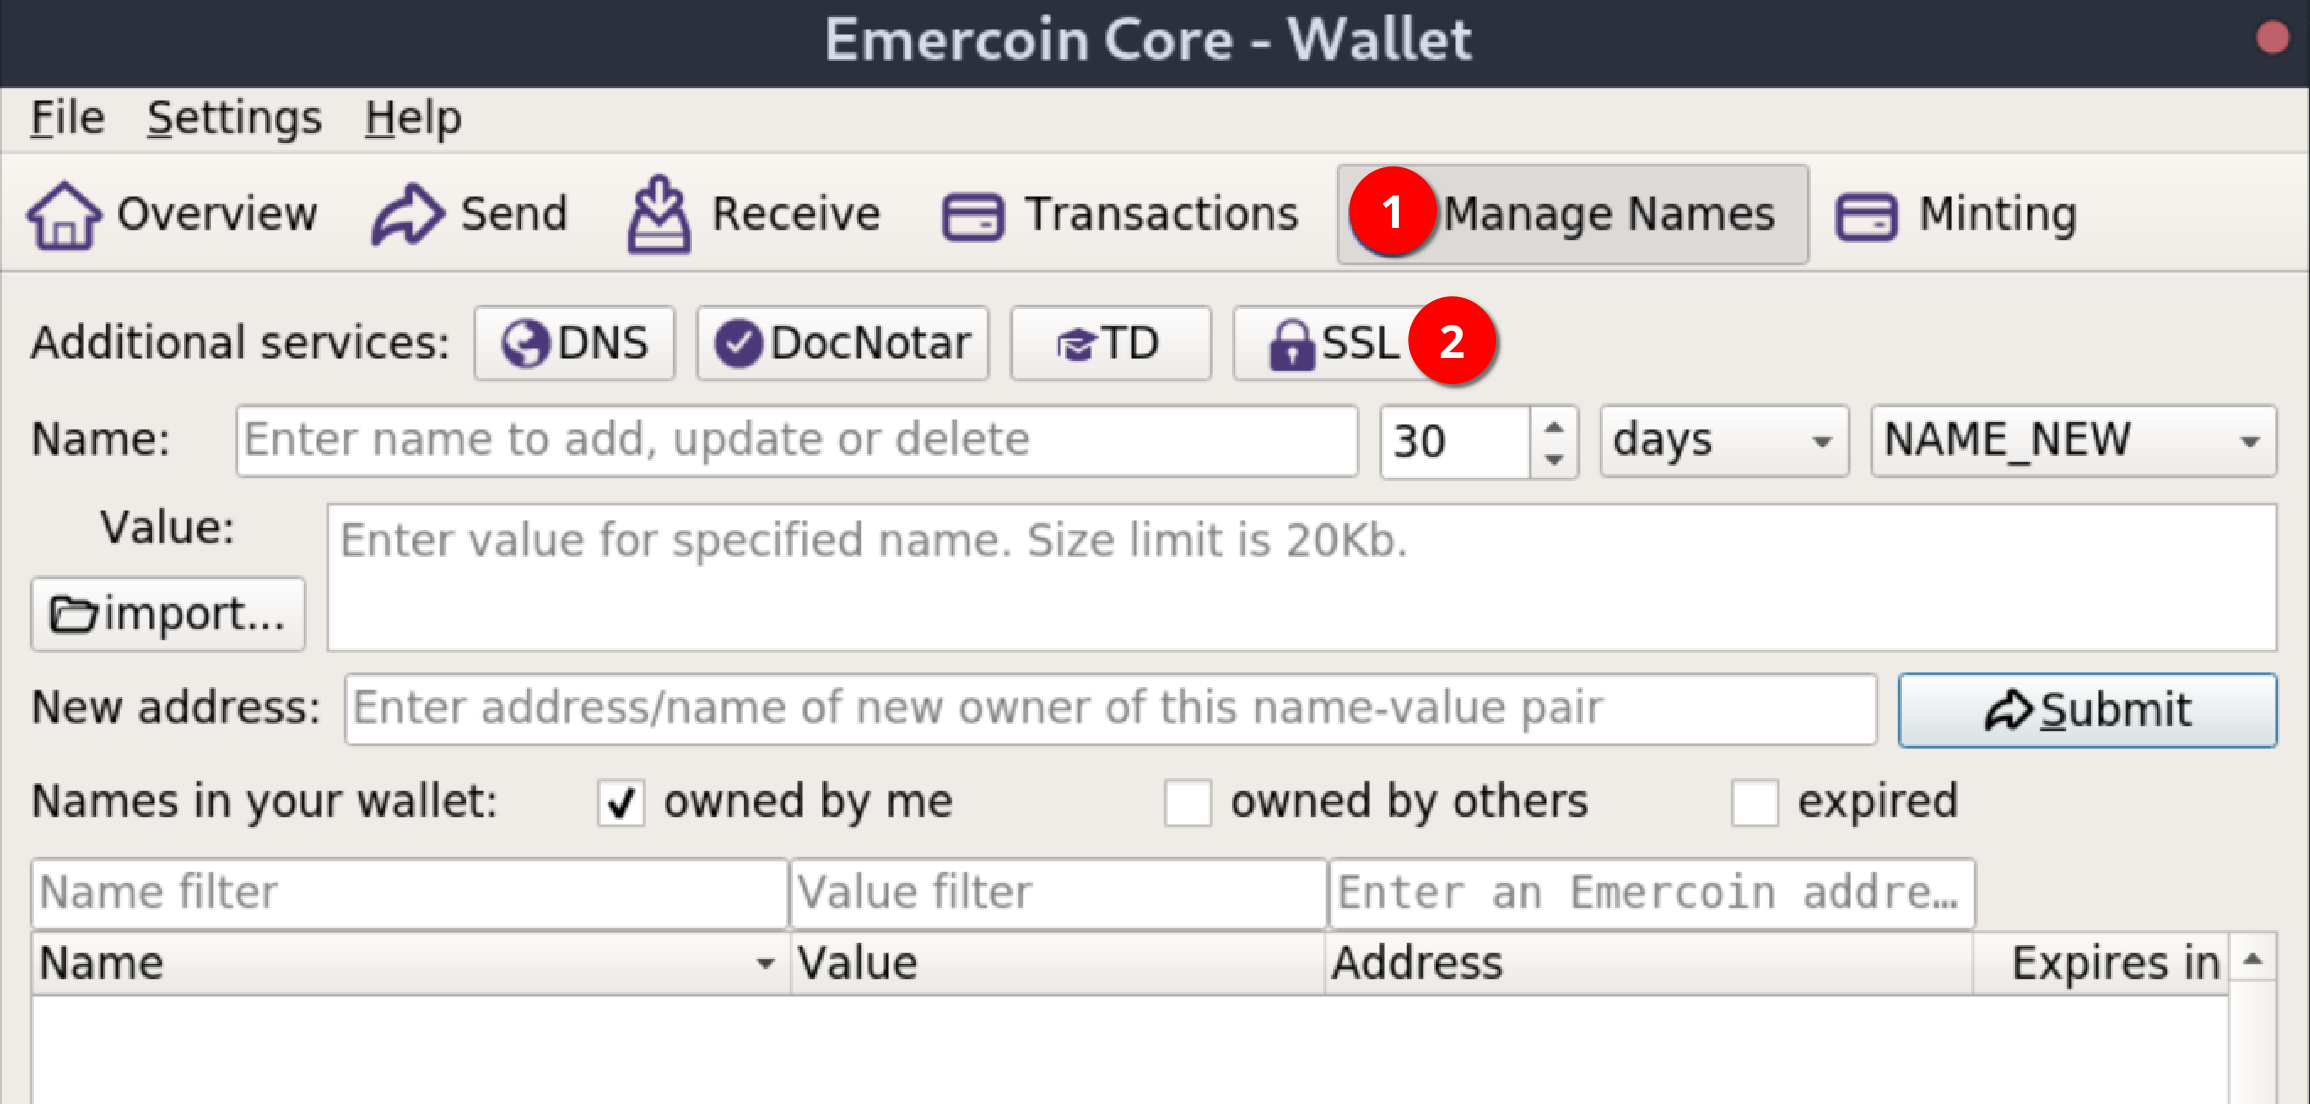 Emercoin Core - Wallet
File Settings Help
Overview Send Receive Transactions 1 Manage Names Minting
Additional services: DNS DocNotar TD SSL 2
Name: Enter name to add, update or delete 30 days NAME_NEW
Value: Enter value for specified name. Size limit is 20Kb.
import...
New address: Enter address/name of new owner of this name-value pair Submit
Names in your wallet: owned by me owned by others expired
Name filter Value filter Enter an Emercoin addre…
Name Value Address Expires in